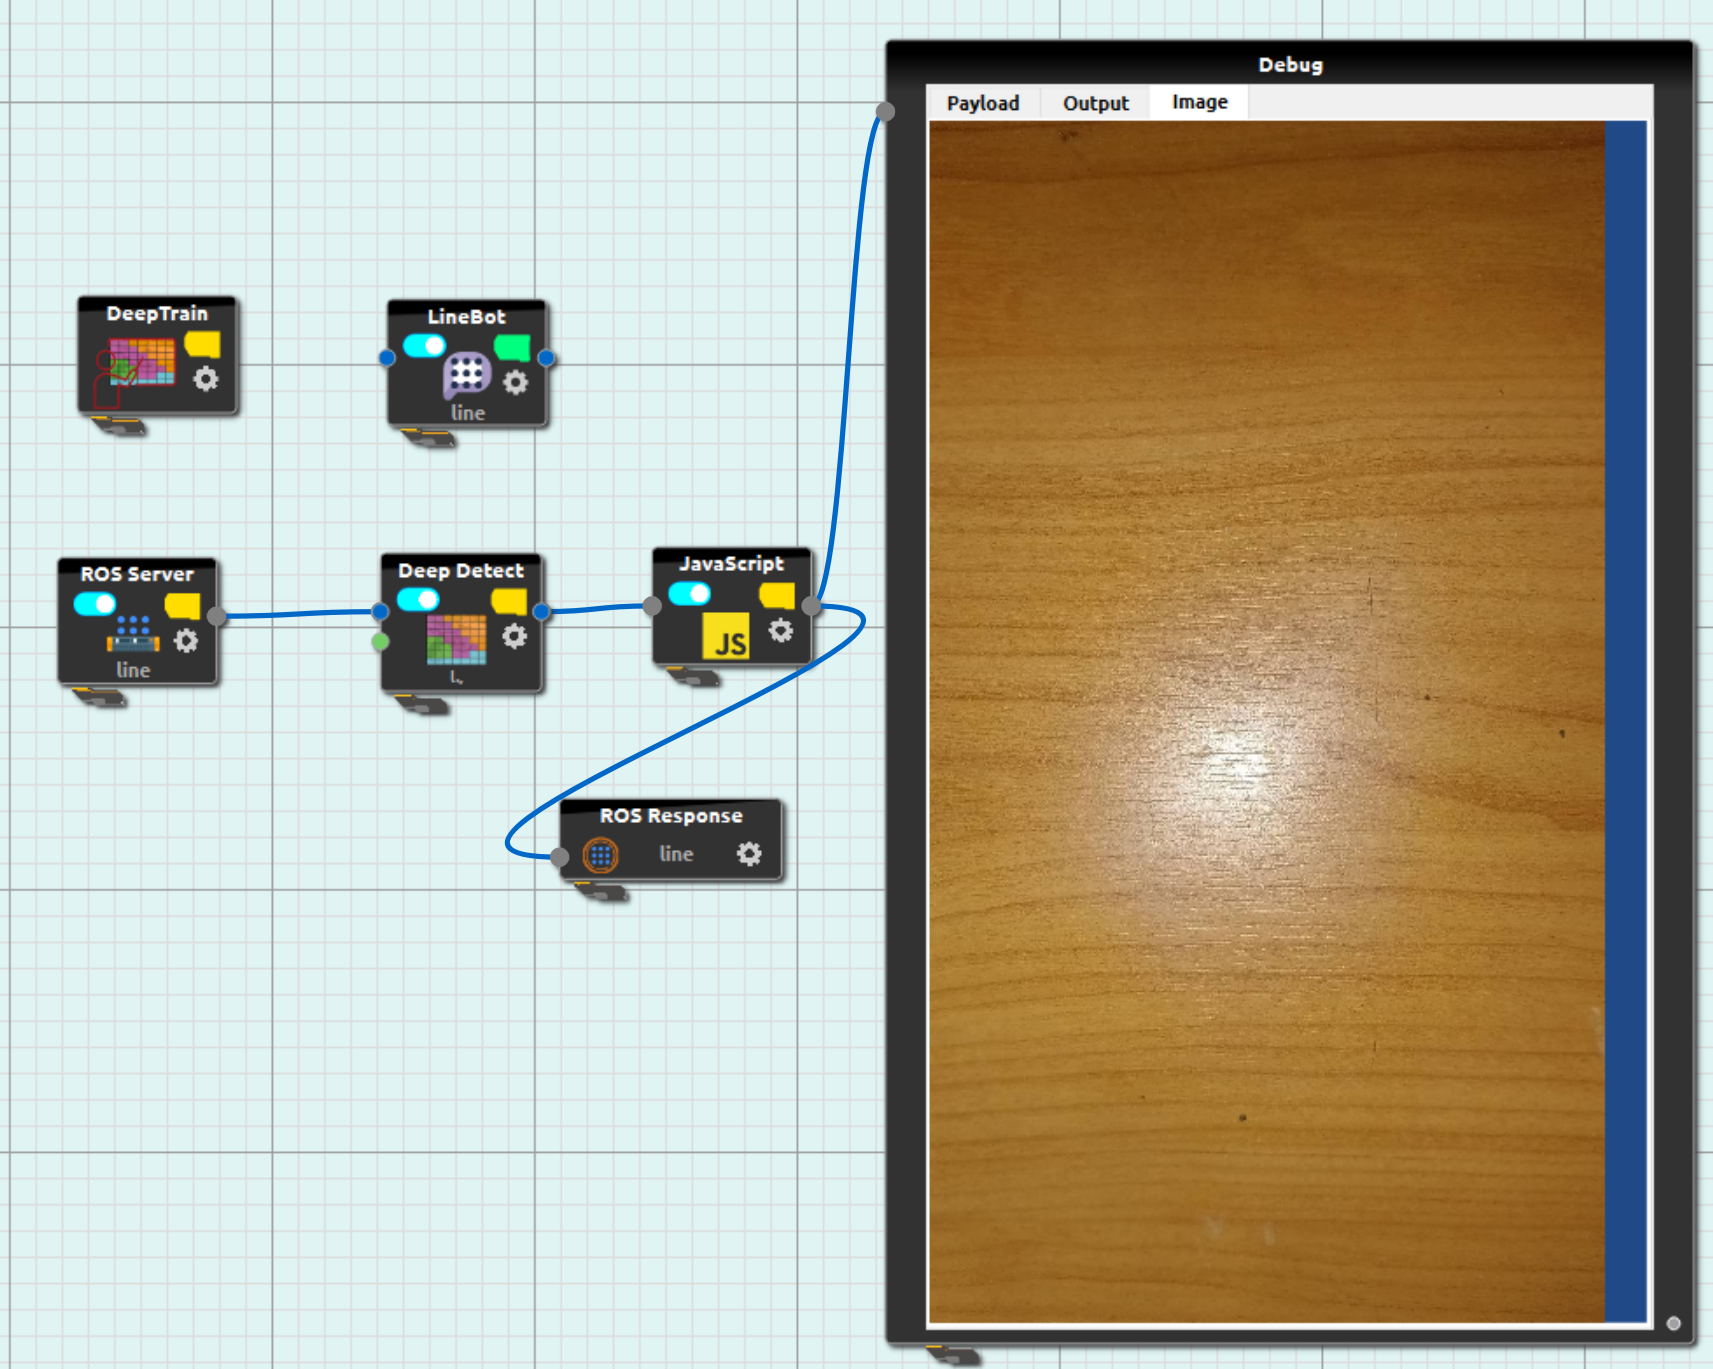 Debug
Payload Output Image
DeepTrain
LineBot
line
ROS Server
line
Deep Detect
JavaScript
JS
ROS Response
line